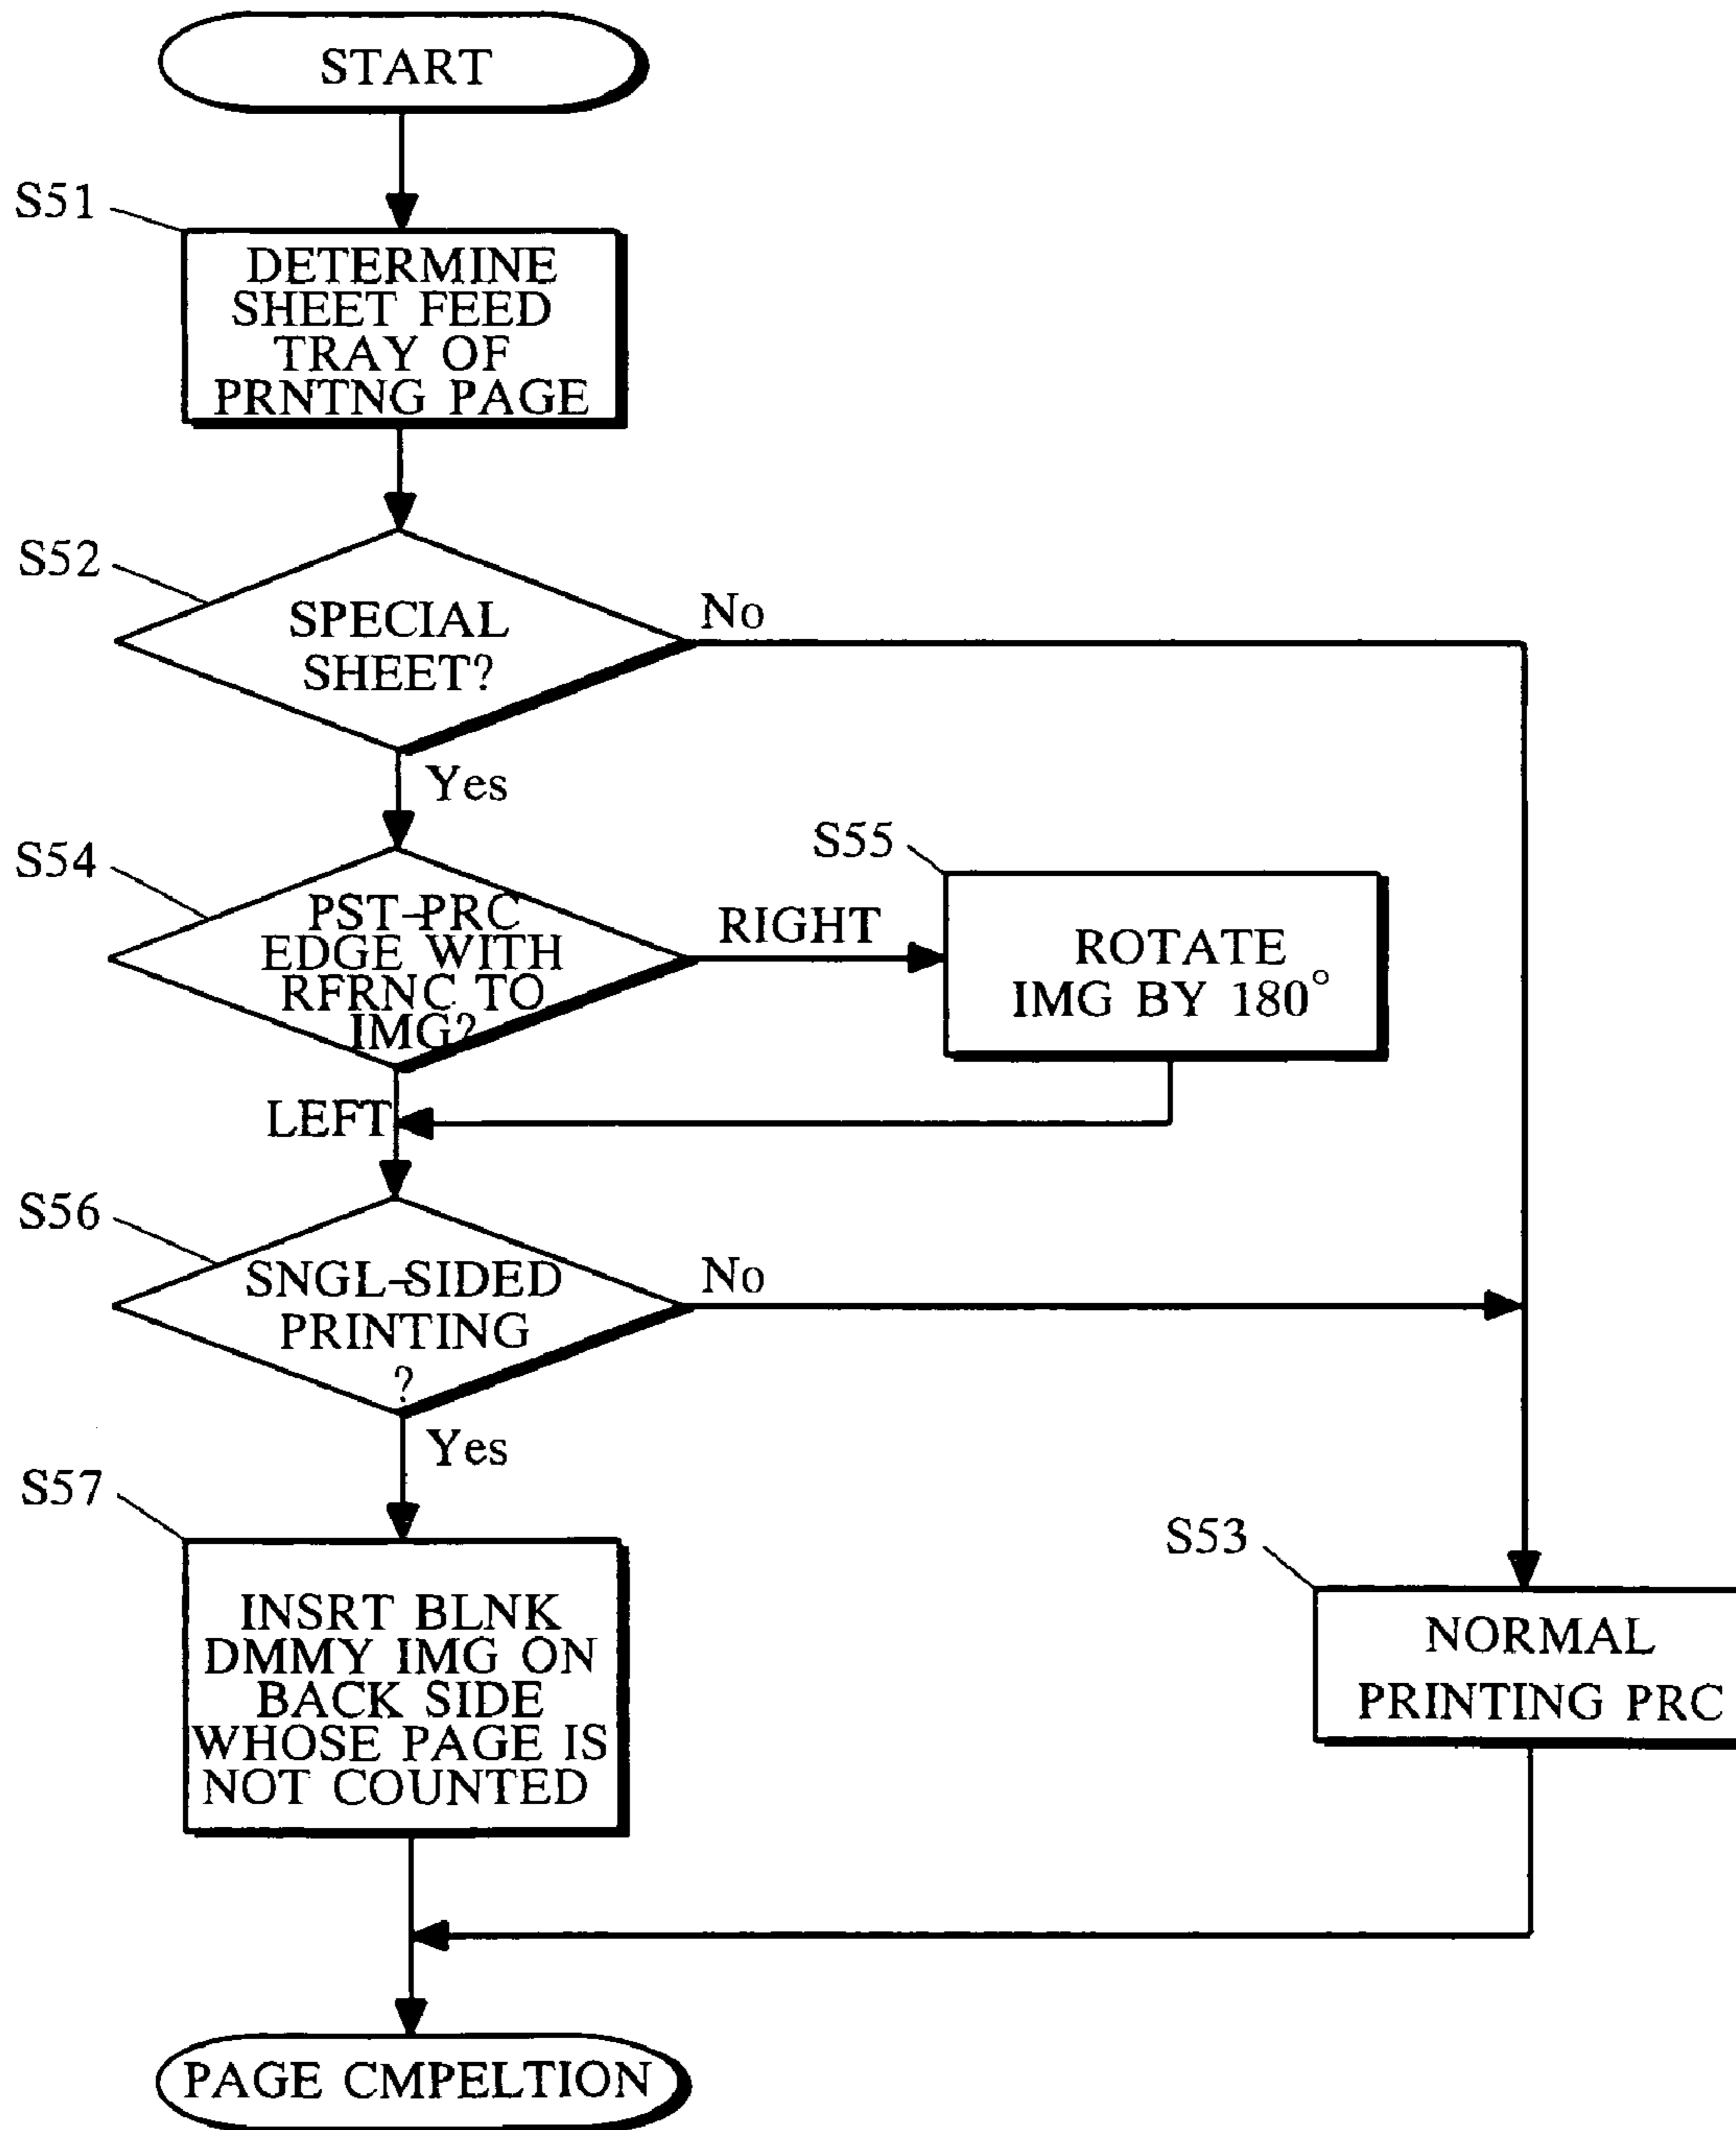 START
S51
DETERMINE
SHEET FEED
TRAY OF
PRNTNG PAGE
S52
SPECIAL
SHEET?
No
Yes
S54
PST-PRC
EDGE WITH
RFRNC TO
IMG?
RIGHT
S55
ROTATE
IMG BY 180°
LEFT
S56
SNGL-SIDED
PRINTING
?
No
Yes
S57
INSRT BLNK
DMMY IMG ON
BACK SIDE
WHOSE PAGE IS
NOT COUNTED
S53
NORMAL
PRINTING PRC
PAGE CMPELTION